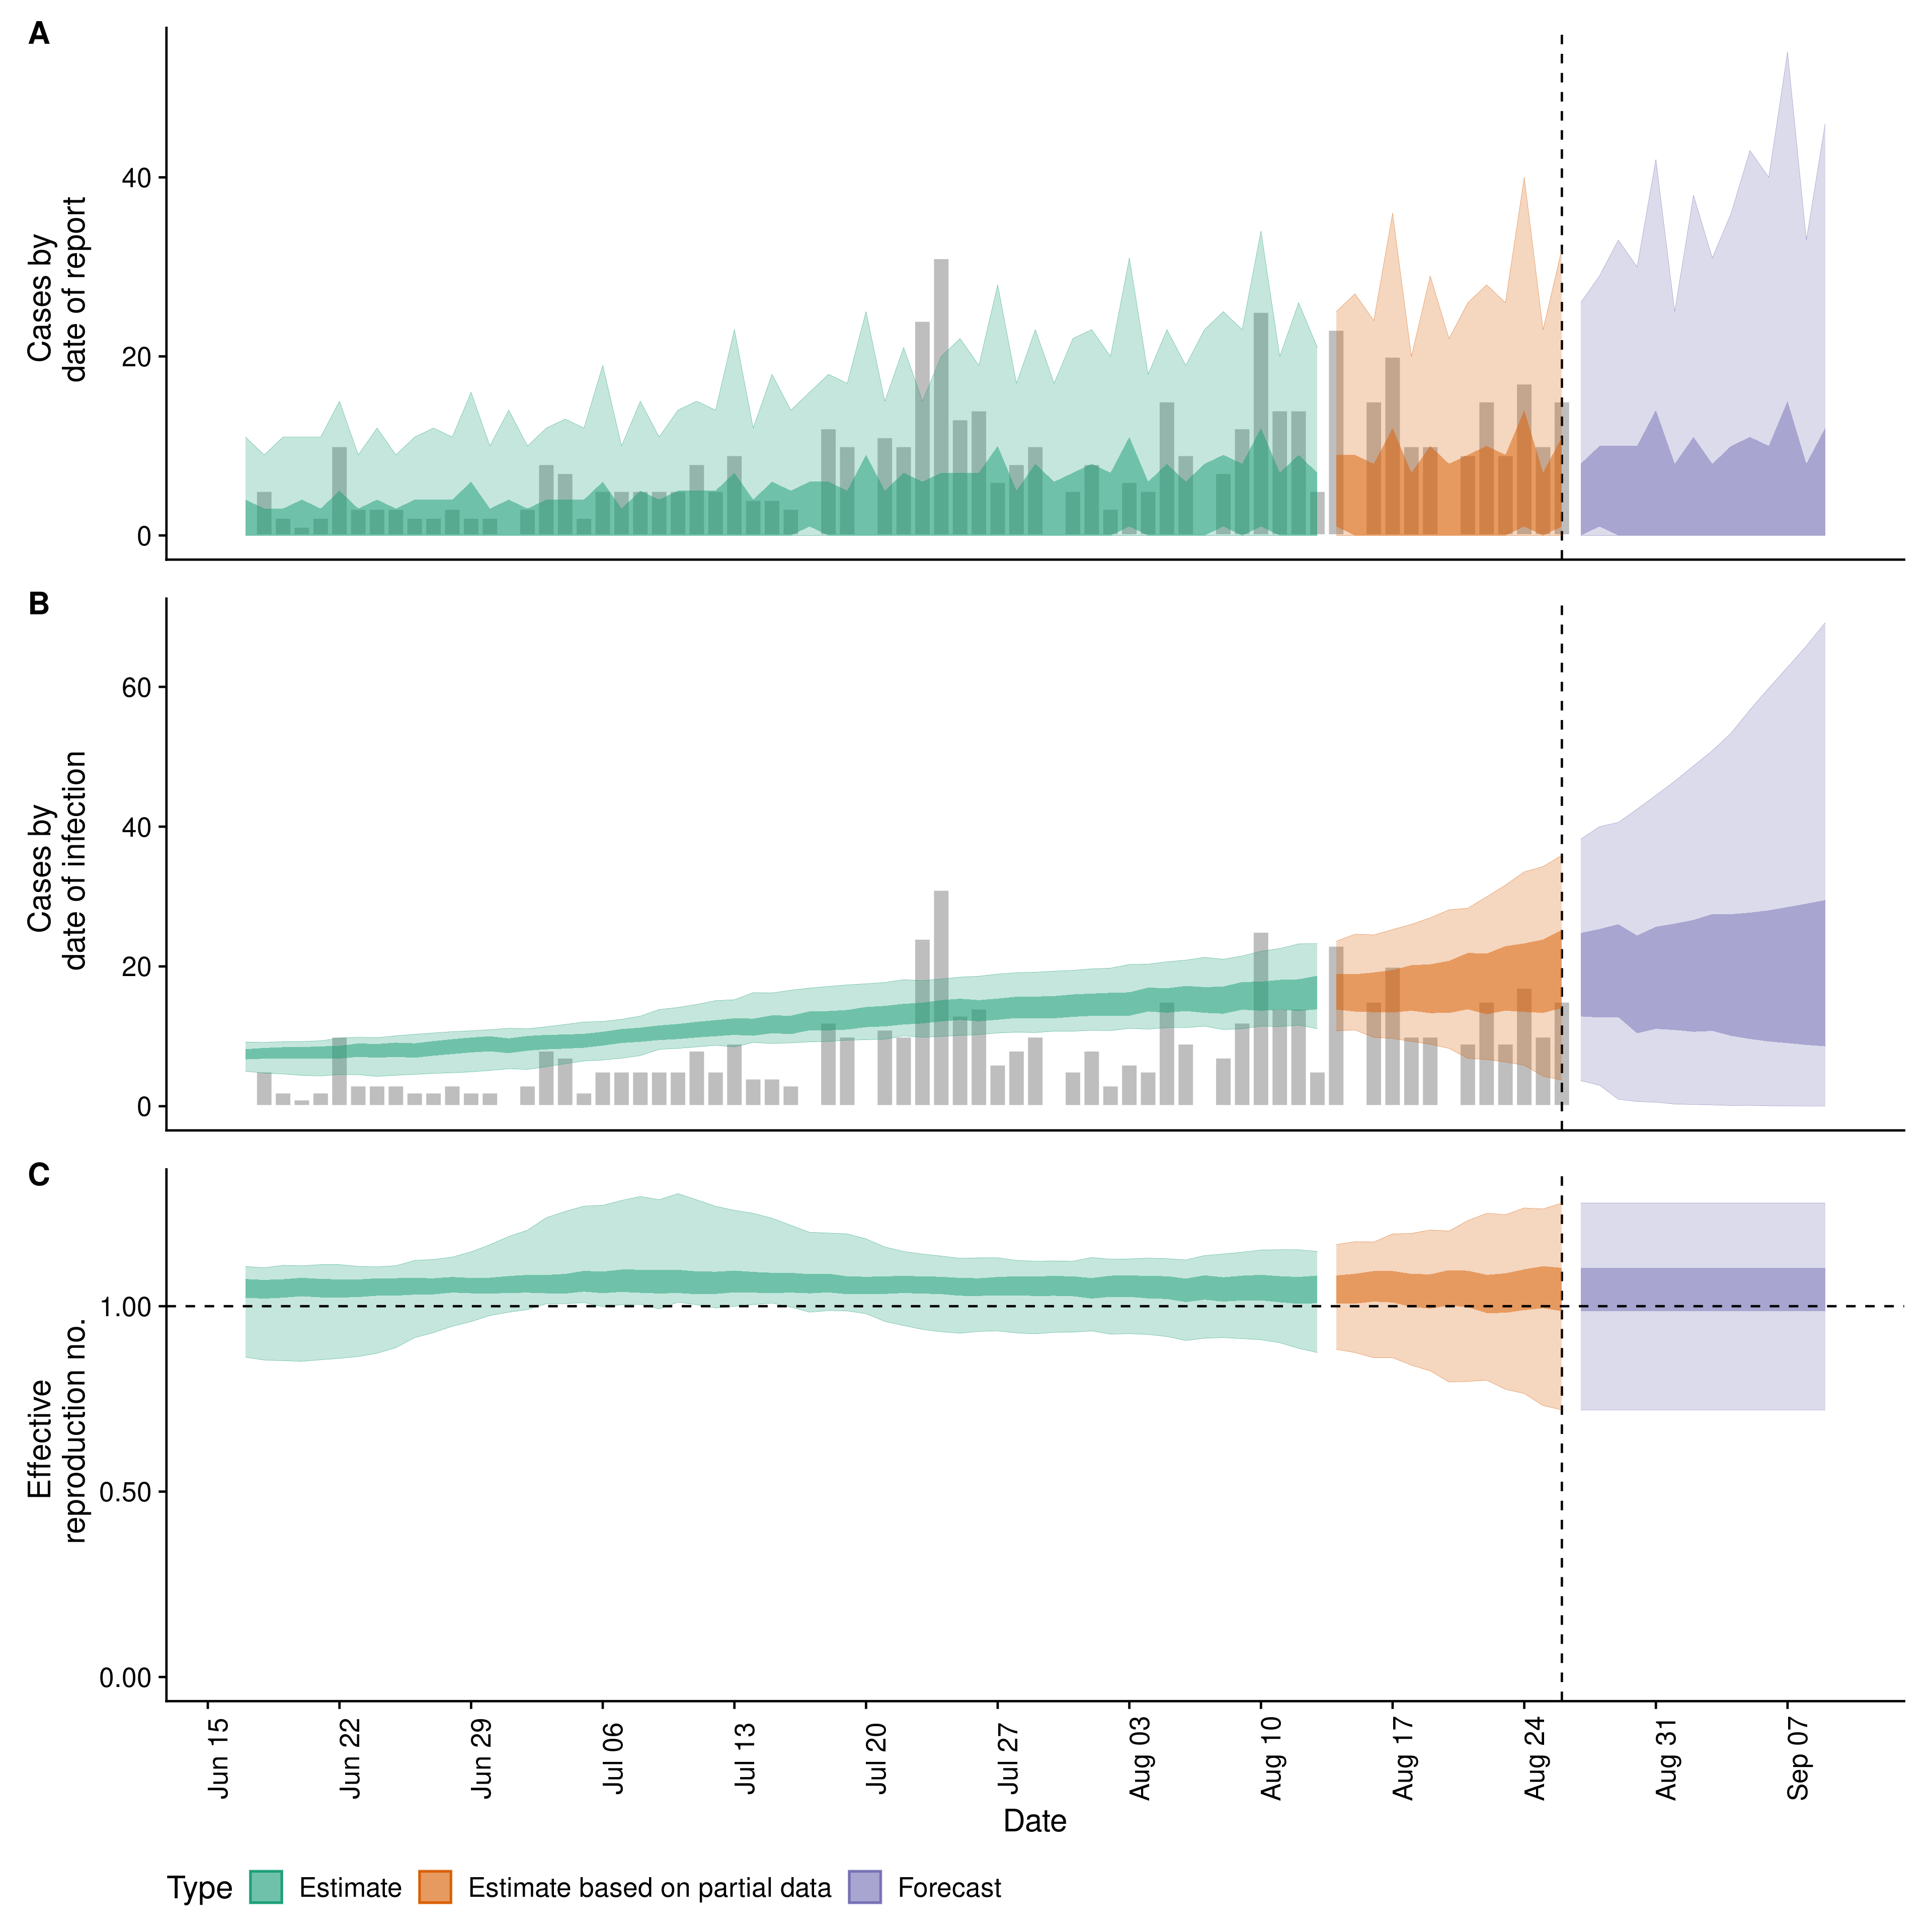 A
Cases by
date of report
40
20
0
B
Cases by
date of infection
60
40
20
0
C
Effective
reproduction no.
1.00
0.50
0.00
Jun 15
Jun 22
Jun 29
Jul 06
Jul 13
Jul 20
Jul 27
Aug 03
Aug 10
Aug 17
Aug 24
Aug 31
Sep 07
Date
Type Estimate Estimate based on partial data Forecast